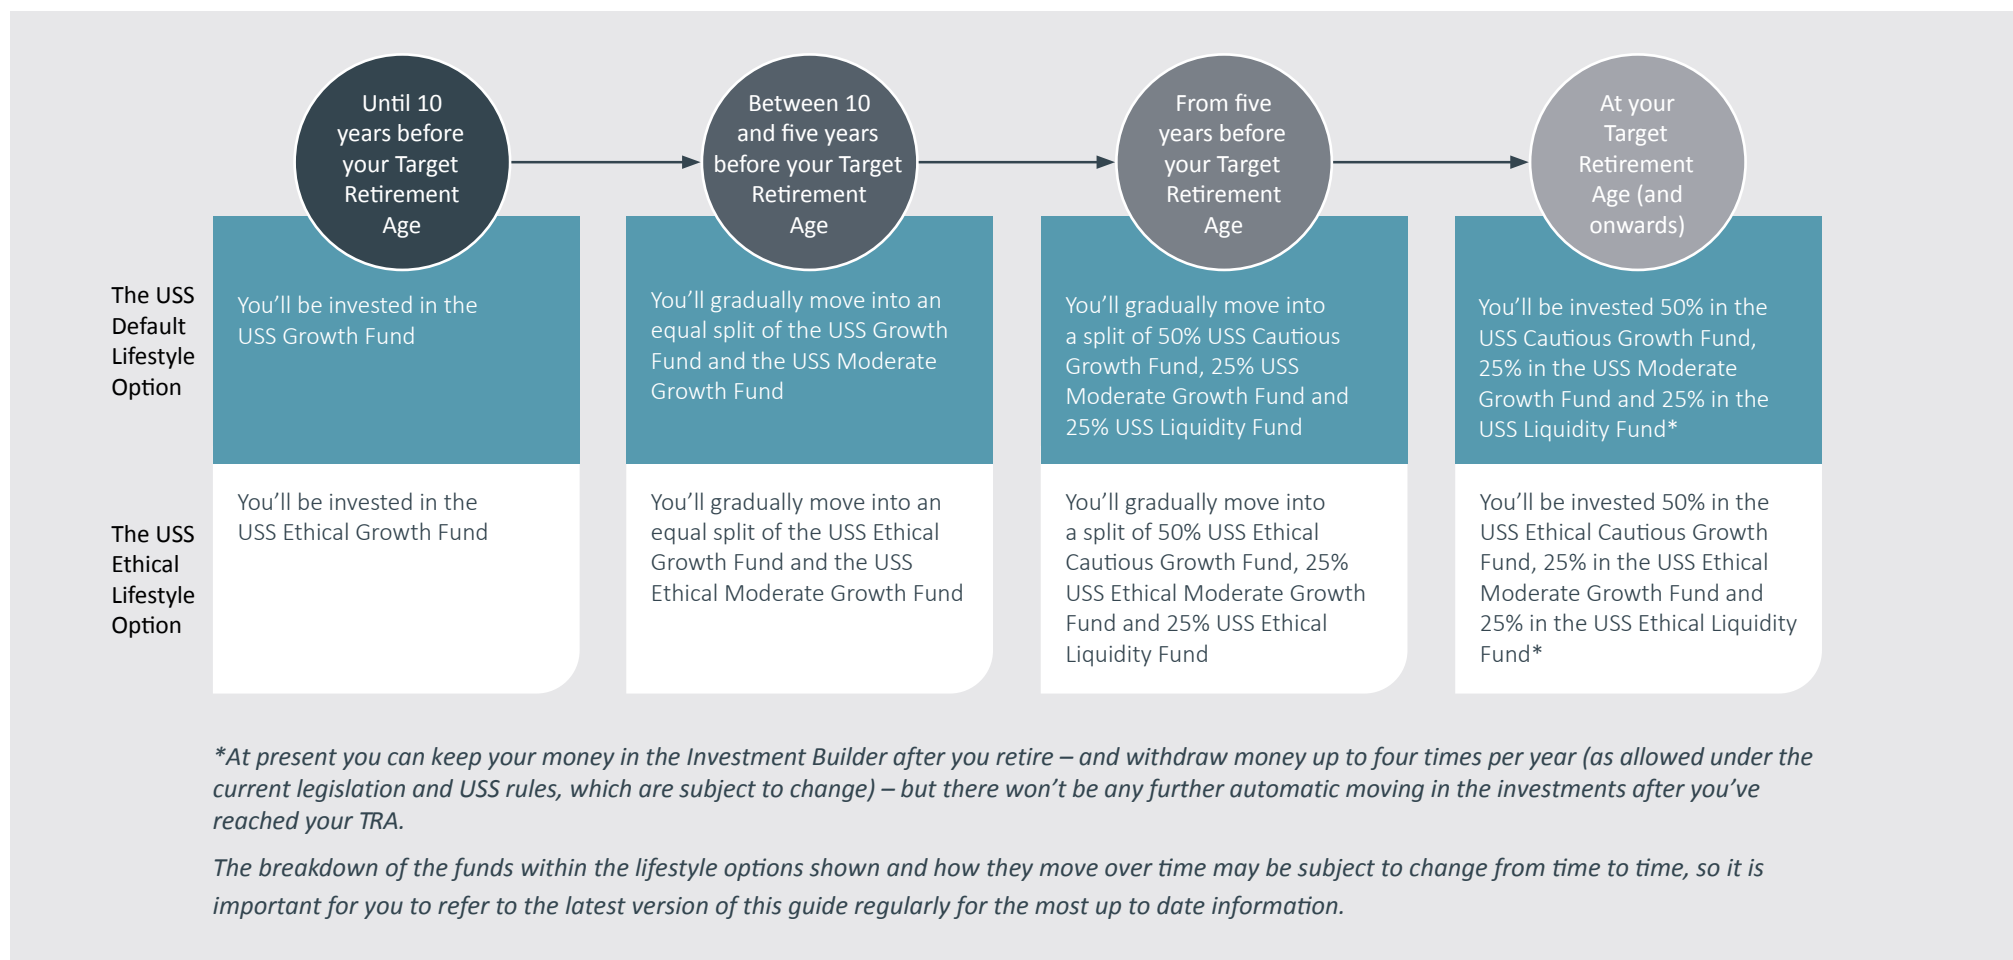 Until 10
years before
your Target
Retirement
Age
Between 10
and five years
before your Target
Retirement
Age
From five
years before
your Target
Retirement
Age
At your
Target
Retirement
Age (and
onwards)
The USS
Default
Lifestyle
Option
You’ll be invested in the
USS Growth Fund
You’ll gradually move into an
equal split of the USS Growth
Fund and the USS Moderate
Growth Fund
You’ll gradually move into
a split of 50% USS Cautious
Growth Fund, 25% USS
Moderate Growth Fund and
25% USS Liquidity Fund
You’ll be invested 50% in the
USS Cautious Growth Fund,
25% in the USS Moderate
Growth Fund and 25% in the
USS Liquidity Fund*
The USS
Ethical
Lifestyle
Option
You’ll be invested in the
USS Ethical Growth Fund
You’ll gradually move into an
equal split of the USS Ethical
Growth Fund and the USS
Ethical Moderate Growth Fund
You’ll gradually move into
a split of 50% USS Ethical
Cautious Growth Fund, 25%
USS Ethical Moderate Growth
Fund and 25% USS Ethical
Liquidity Fund
You’ll be invested 50% in the
USS Ethical Cautious Growth
Fund, 25% in the USS Ethical
Moderate Growth Fund and
25% in the USS Ethical Liquidity
Fund*
*At present you can keep your money in the Investment Builder after you retire – and withdraw money up to four times per year (as allowed under the
current legislation and USS rules, which are subject to change) – but there won’t be any further automatic moving in the investments after you’ve
reached your TRA.
The breakdown of the funds within the lifestyle options shown and how they move over time may be subject to change from time to time, so it is
important for you to refer to the latest version of this guide regularly for the most up to date information.